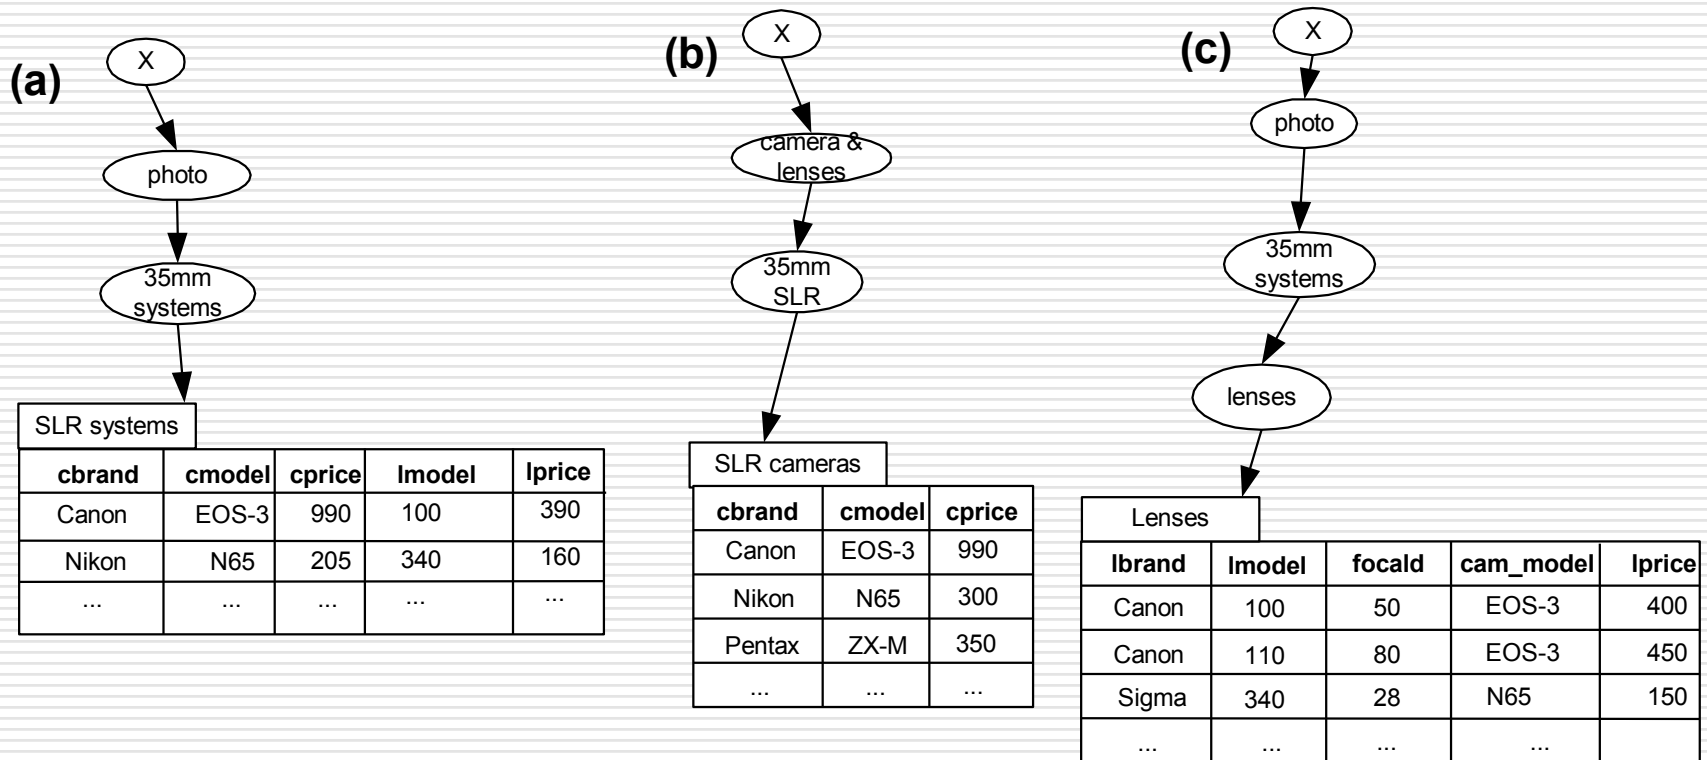 (a)
X
photo
35mm
systems
SLR systems
cbrand cmodel cprice lmodel lprice
Canon EOS-3 990 100 390
Nikon N65 205 340 160
... ... ... ... ...
(b)
X
camera &
lenses
35mm
SLR
SLR cameras
cbrand cmodel cprice
Canon EOS-3 990
Nikon N65 300
Pentax ZX-M 350
... ... ...
(c)
X
photo
35mm
systems
lenses
Lenses
lbrand lmodel focald cam_model lprice
Canon 100 50 EOS-3 400
Canon 110 80 EOS-3 450
Sigma 340 28 N65 150
... ... ... ...